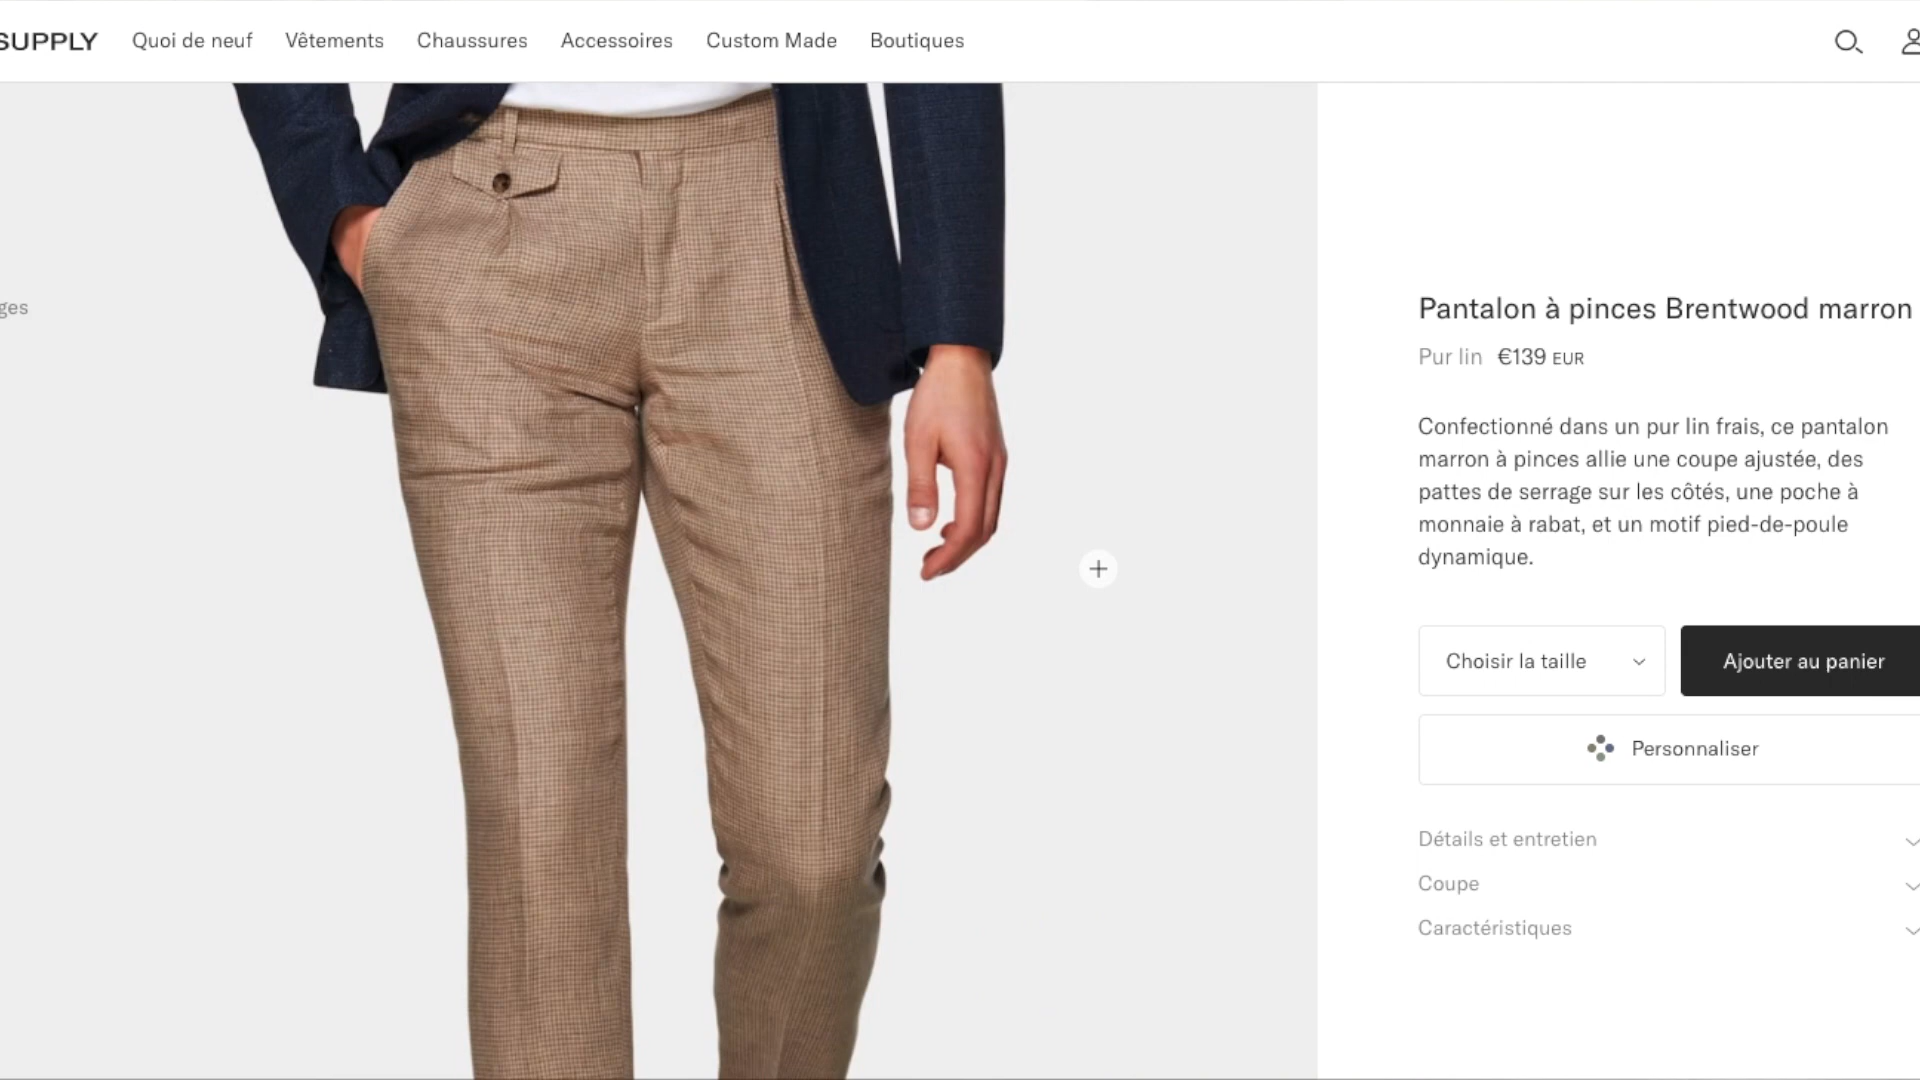 SUPPLY Quoi de neuf Vêtements Chaussures Accessoires Custom Made Boutiques
ges
Pantalon à pinces Brentwood marron
Pur lin €139 EUR
Confectionné dans un pur lin frais, ce pantalon
marron à pinces allie une coupe ajustée, des
pattes de serrage sur les côtés, une poche à
monnaie à rabat, et un motif pied-de-poule
dynamique.
Choisir la taille
Ajouter au panier
Personnaliser
Détails et entretien
Coupe
Caractéristiques